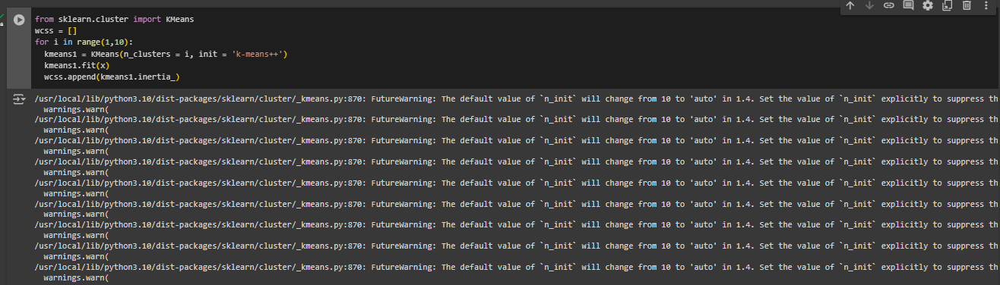 from sklearn.cluster import KMeans
wcss = []
for i in range(1,10):
  kmeans1 = KMeans(n_clusters = i, init = 'k-means++')
  kmeans1.fit(x)
  wcss.append(kmeans1.inertia_)
/usr/local/lib/python3.10/dist-packages/sklearn/cluster/_kmeans.py:870: FutureWarning: The default value of `n_init` will change from 10 to 'auto' in 1.4. Set the value of `n_init` explicitly to suppress th
  warnings.warn(
/usr/local/lib/python3.10/dist-packages/sklearn/cluster/_kmeans.py:870: FutureWarning: The default value of `n_init` will change from 10 to 'auto' in 1.4. Set the value of `n_init` explicitly to suppress th
  warnings.warn(
/usr/local/lib/python3.10/dist-packages/sklearn/cluster/_kmeans.py:870: FutureWarning: The default value of `n_init` will change from 10 to 'auto' in 1.4. Set the value of `n_init` explicitly to suppress th
  warnings.warn(
/usr/local/lib/python3.10/dist-packages/sklearn/cluster/_kmeans.py:870: FutureWarning: The default value of `n_init` will change from 10 to 'auto' in 1.4. Set the value of `n_init` explicitly to suppress th
  warnings.warn(
/usr/local/lib/python3.10/dist-packages/sklearn/cluster/_kmeans.py:870: FutureWarning: The default value of `n_init` will change from 10 to 'auto' in 1.4. Set the value of `n_init` explicitly to suppress th
  warnings.warn(
/usr/local/lib/python3.10/dist-packages/sklearn/cluster/_kmeans.py:870: FutureWarning: The default value of `n_init` will change from 10 to 'auto' in 1.4. Set the value of `n_init` explicitly to suppress th
  warnings.warn(
/usr/local/lib/python3.10/dist-packages/sklearn/cluster/_kmeans.py:870: FutureWarning: The default value of `n_init` will change from 10 to 'auto' in 1.4. Set the value of `n_init` explicitly to suppress th
  warnings.warn(
/usr/local/lib/python3.10/dist-packages/sklearn/cluster/_kmeans.py:870: FutureWarning: The default value of `n_init` will change from 10 to 'auto' in 1.4. Set the value of `n_init` explicitly to suppress th
  warnings.warn(
/usr/local/lib/python3.10/dist-packages/sklearn/cluster/_kmeans.py:870: FutureWarning: The default value of `n_init` will change from 10 to 'auto' in 1.4. Set the value of `n_init` explicitly to suppress th
  warnings.warn(